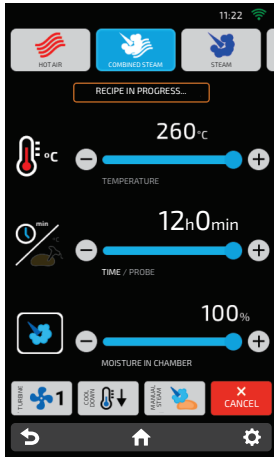 11:22
HOT AIR
COMBINED STEAM
STEAM
RECIPE IN PROGRESS...
260°C
°C
TEMPERATURE
min
°C
12h0min
TIME / PROBE
100%
MOISTURE IN CHAMBER
TURBINE
1
COOL
DOWN
MANUAL
STEAM
CANCEL